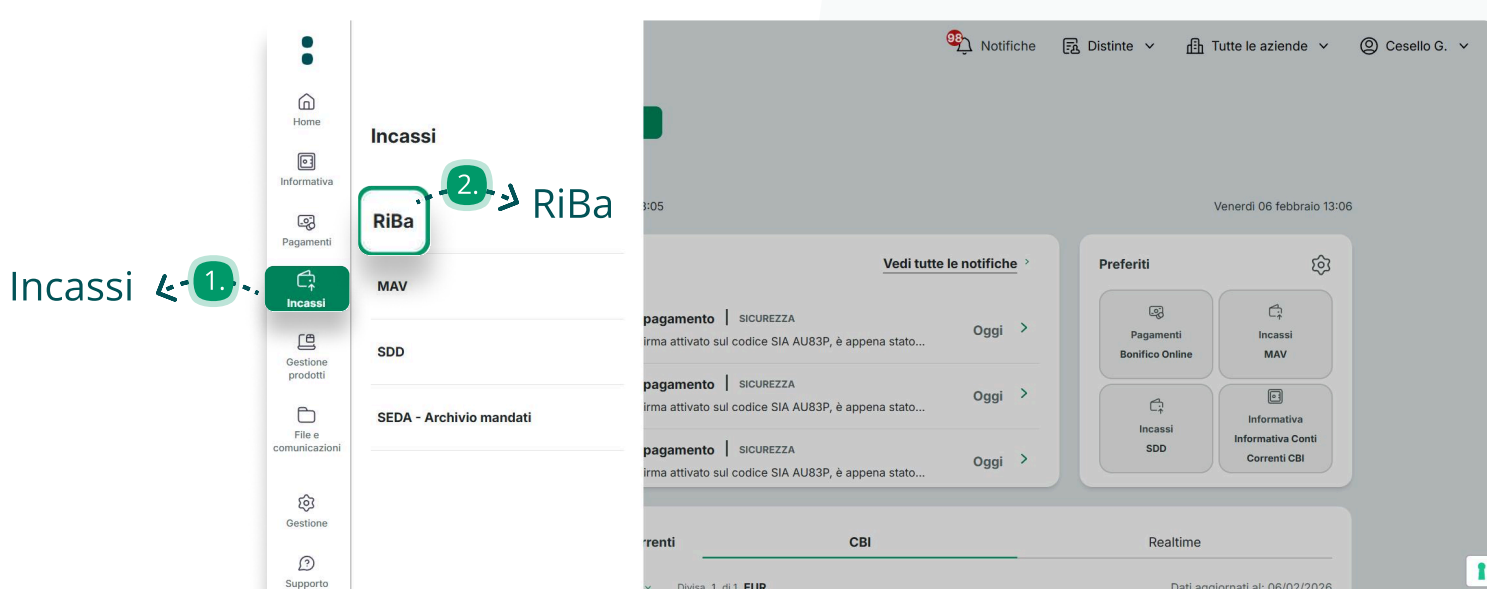 98
Notifiche
Distinte
Tutte le aziende
Cesello G.
Home
Informativa
Pagamenti
Incassi
1.
Incassi
Gestione
prodotti
File e
comunicazioni
Gestione
Supporto
Incassi
RiBa
2.
RiBa
MAV
SDD
SEDA - Archivio mandati
3:05
Venerdì 06 febbraio 13:06
Vedi tutte le notifiche
pagamento | SICUREZZA
irma attivato sul codice SIA AU83P, è appena stato...
Oggi
pagamento | SICUREZZA
irma attivato sul codice SIA AU83P, è appena stato...
Oggi
pagamento | SICUREZZA
irma attivato sul codice SIA AU83P, è appena stato...
Oggi
Preferiti
Pagamenti
Bonifico Online
Incassi
MAV
Incassi
SDD
Informativa
Informativa Conti
Correnti CBI
rrenti
CBI
Realtime
Divisa 1 di 1 EUR
Dati aggiornati al: 06/02/2026